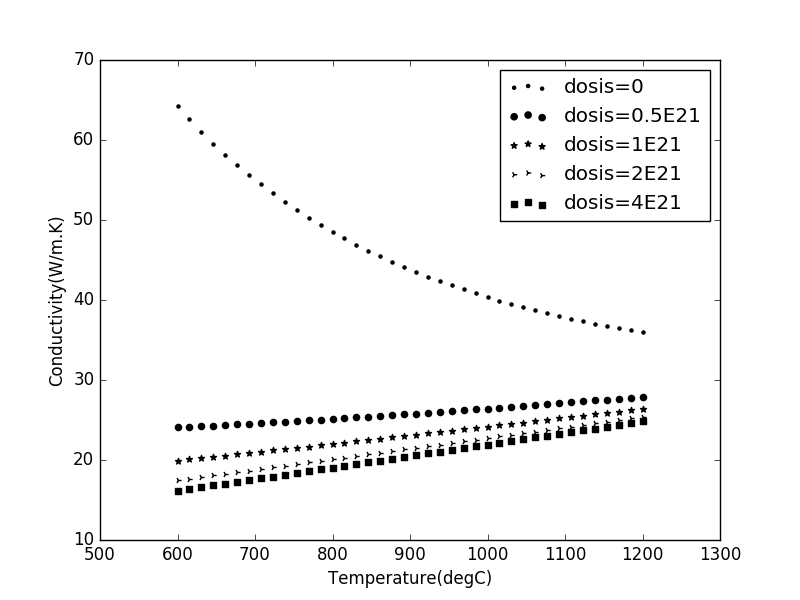 70
60
50
40
30
20
10
Conductivity(W/m.K)
dosis=0
dosis=0.5E21
dosis=1E21
dosis=2E21
dosis=4E21
500 600 700 800 900 1000 1100 1200 1300
Temperature(degC)